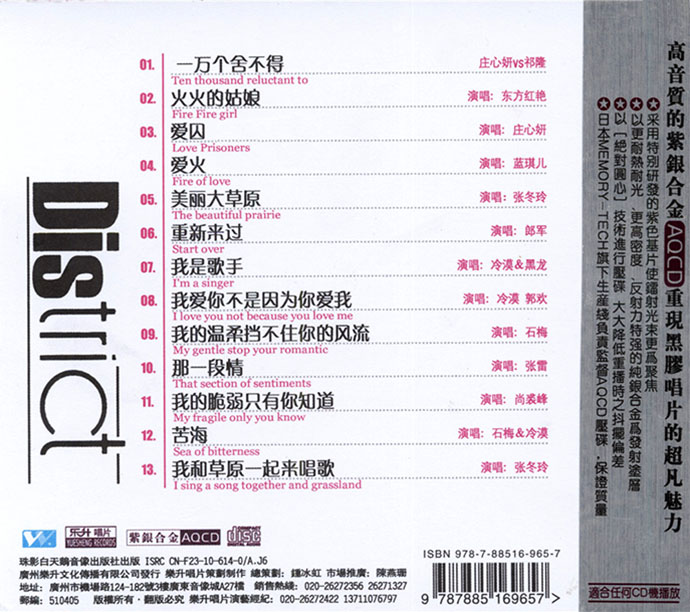 District
01. 一万个舍不得 庄心妍vs祁隆
Ten thousand reluctant to
02. 火火的姑娘 演唱：东方红艳
Fire Fire girl
03. 爱囚 演唱：庄心妍
Love Prisoners
04. 爱火 演唱：蓝琪儿
Fire of love
05. 美丽大草原 演唱：张冬玲
The beautiful prairie
06. 重新来过 演唱：郎军
Start over
07. 我是歌手 演唱：冷漠&黑龙
I'm a singer
08. 我爱你不是因为你爱我 演唱：冷漠 郭欢
I love you not because you love me
09. 我的温柔挡不住你的风流 演唱：石梅
My gentle stop your romantic
10. 那一段情 演唱：张雷
That section of sentiments
11. 我的脆弱只有你知道 演唱：尚裘峰
My fragile only you know
12. 苦海 演唱：石梅&冷漠
Sea of bitterness
13. 我和草原一起来唱歌 演唱：张冬玲
I sing a song together and grassland
乐升 唱片
YUESHENG RECORDS
紫銀合金 AQCD
COMPACT
disc
珠影白天鵝音像出版社出版 ISRC CN-F23-10-614-0/A.J6
廣州樂升文化傳播有限公司發行 樂升唱片策劃制作 總策劃：鍾冰虹 市場推廣：陳燕珊
地址：廣州市機場路124-182號3樓廣東音像城A27檔 銷售熱綫：020-26272356 26271327
郵編：510405 版權所有・翻版必究 樂升唱片演藝經紀：020-26271342 13711076797
ISBN 978-7-88516-965-7
9 787885 169657
高音質的紫銀合金AQCD重現黑膠唱片的超凡魅力
★采用特別研發的紫色基片使鐳射光束更爲聚焦
★以更耐熱耐光、更高密度、反射力特强的純銀合金爲發射塗層
★以［絶對圓心］技術進行壓碟，大大降低重播時之抖擺偏差
★日本MEMORY-TECH旗下生産綫負責監督AQCD壓碟，保證質量
適合任何CD機播放